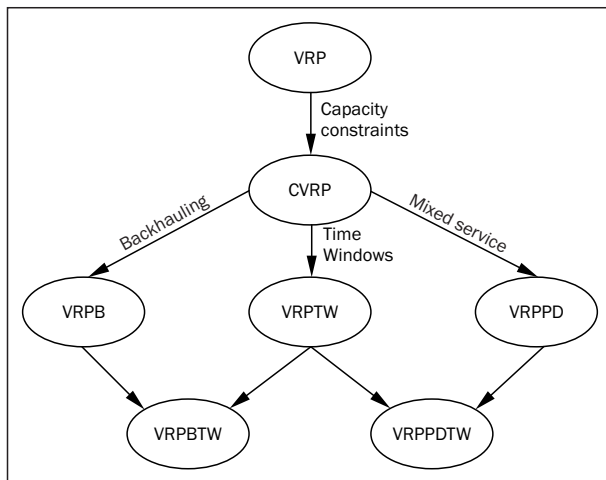 VRP
Capacity
constraints
CVRP
Backhauling
Time
Windows
Mixed service
VRPB
VRPTW
VRPPD
VRPBTW
VRPPDTW